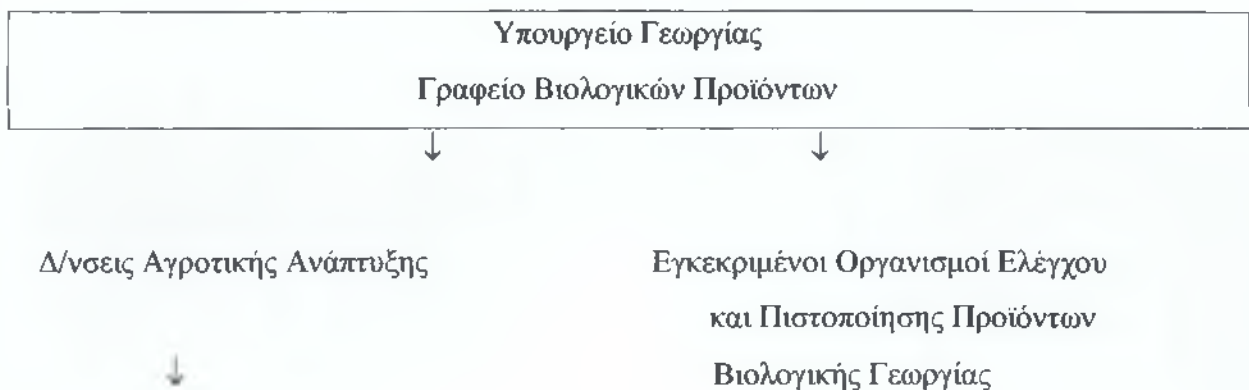 Υπουργείο Γεωργίας
Γραφείο Βιολογικών Προϊόντων
↓ ↓
Δ/νσεις Αγροτικής Ανάπτυξης
Εγκεκριμένοι Οργανισμοί Ελέγχου
και Πιστοποίησης Προϊόντων
Βιολογικής Γεωργίας
↓